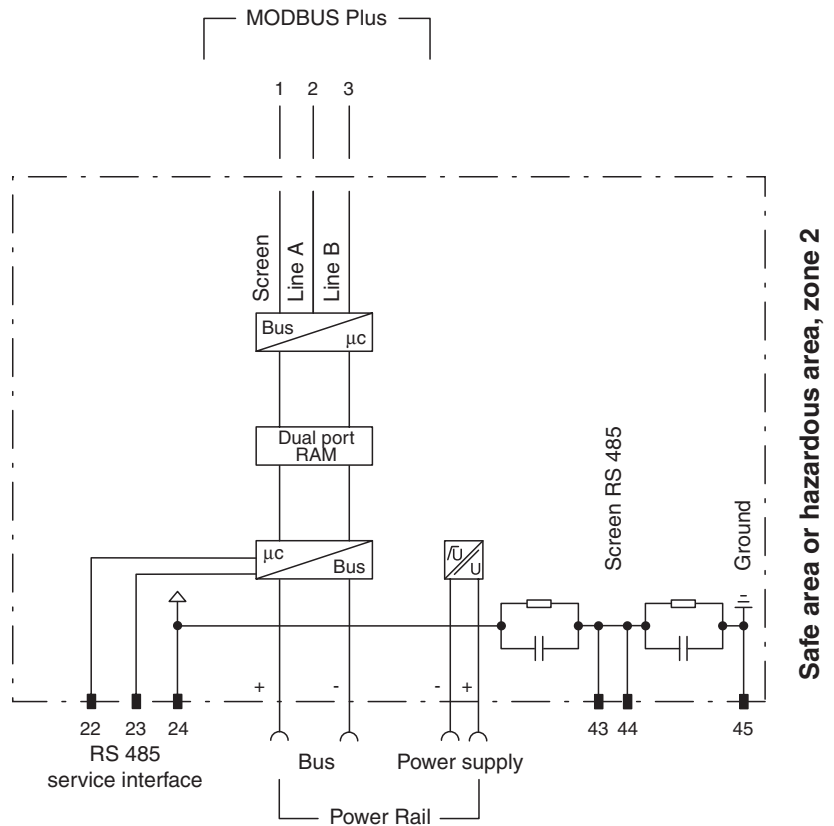 MODBUS Plus
1 2 3
Screen
Line A
Line B
Bus
µc
Dual port
RAM
µc
Bus
U
U
Screen RS 485
Ground
+ - - +
22 23 24
43 44
45
RS 485
service interface
Bus
Power supply
Power Rail
Safe area or hazardous area, zone 2